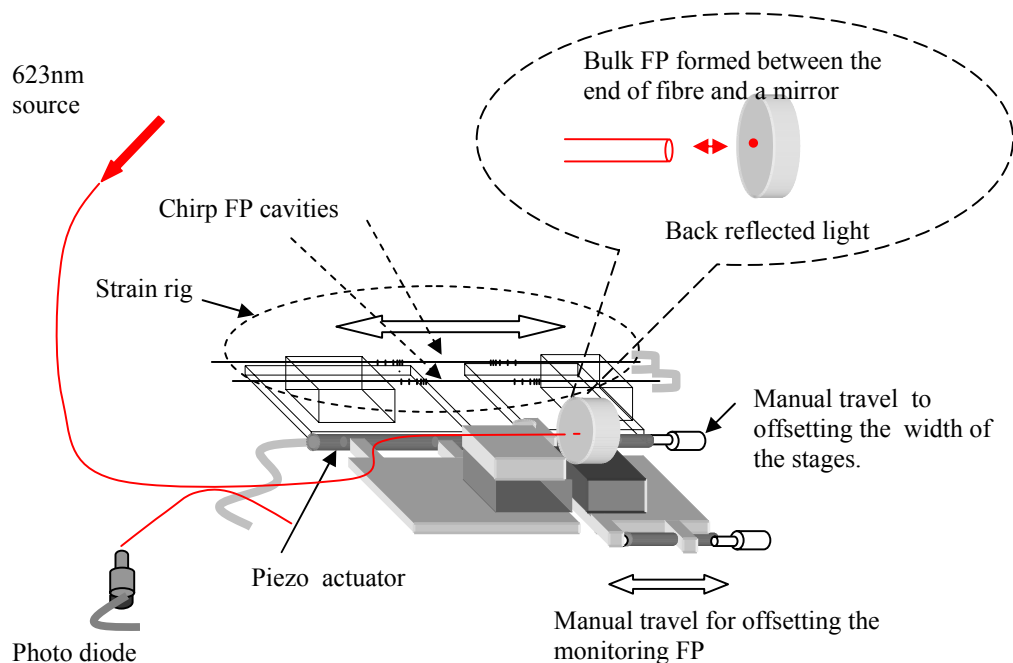 623nm
source
Bulk FP formed between the
end of fibre and a mirror
Chirp FP cavities
Back reflected light
Strain rig
Manual travel to
offsetting the width of
the stages.
Piezo actuator
Manual travel for offsetting the
monitoring FP
Photo diode